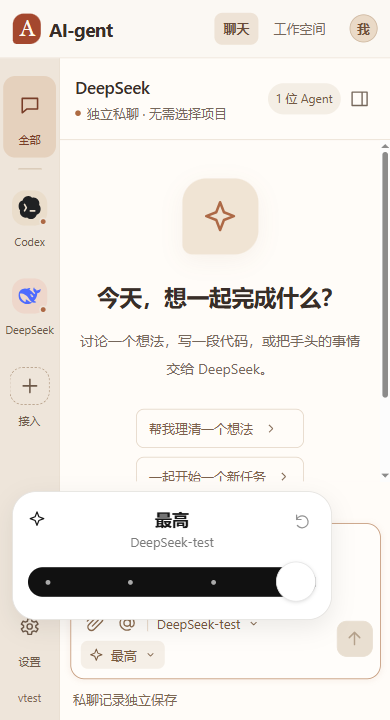 A AI-gent
聊天
工作空间
我
全部
Codex
DeepSeek
接入
设置
vtest
DeepSeek
独立私聊 · 无需选择项目
1 位 Agent
今天，想一起完成什么？
讨论一个想法，写一段代码，或把手头的事情
交给 DeepSeek。
帮我理清一个想法
一起开始一个新任务
最高
DeepSeek-test
DeepSeek-test
最高
私聊记录独立保存